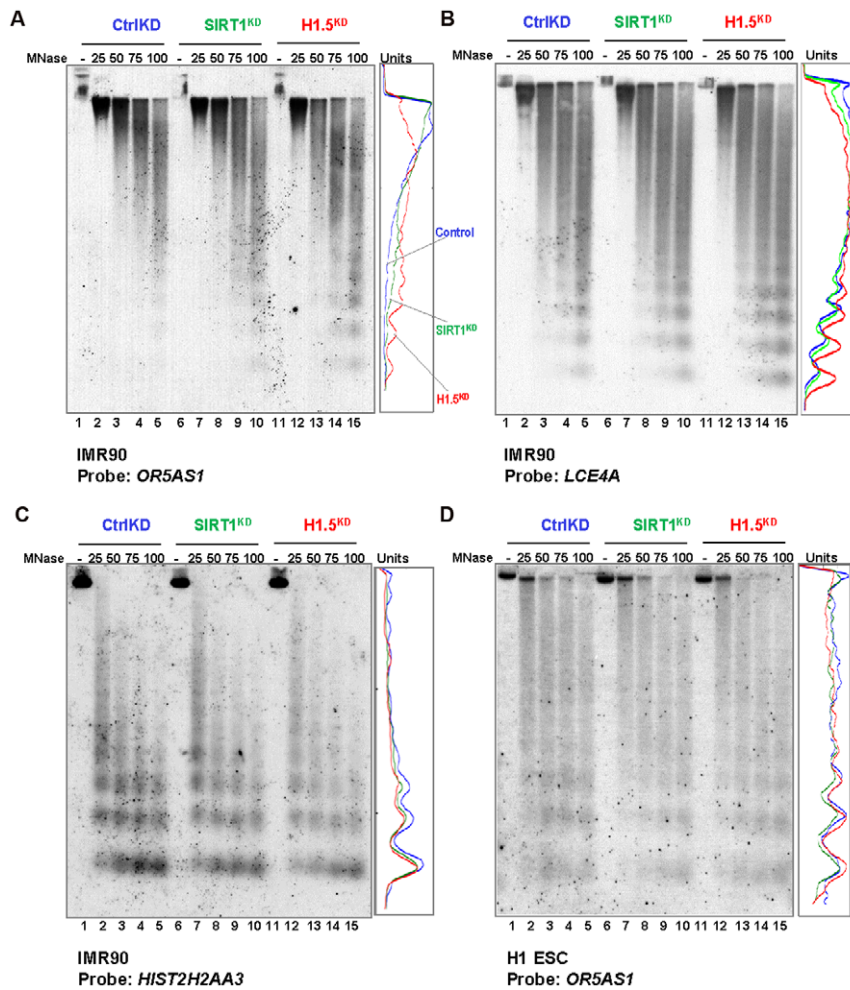 A
CtrlKD SIRT1KD H1.5KD
MNase - 25 50 75 100 - 25 50 75 100 - 25 50 75 100 Units
Control
SIRT1KD
H1.5KD
1 2 3 4 5 6 7 8 9 10 11 12 13 14 15
IMR90
Probe: OR5AS1
B
CtrlKD SIRT1KD H1.5KD
MNase - 25 50 75 100 - 25 50 75 100 - 25 50 75 100 Units
1 2 3 4 5 6 7 8 9 10 11 12 13 14 15
IMR90
Probe: LCE4A
C
CtrlKD SIRT1KD H1.5KD
MNase - 25 50 75 100 - 25 50 75 100 - 25 50 75 100 Units
1 2 3 4 5 6 7 8 9 10 11 12 13 14 15
IMR90
Probe: HIST2H2AA3
D
CtrlKD SIRT1KD H1.5KD
MNase - 25 50 75 100 - 25 50 75 100 - 25 50 75 100 Units
1 2 3 4 5 6 7 8 9 10 11 12 13 14 15
H1 ESC
Probe: OR5AS1